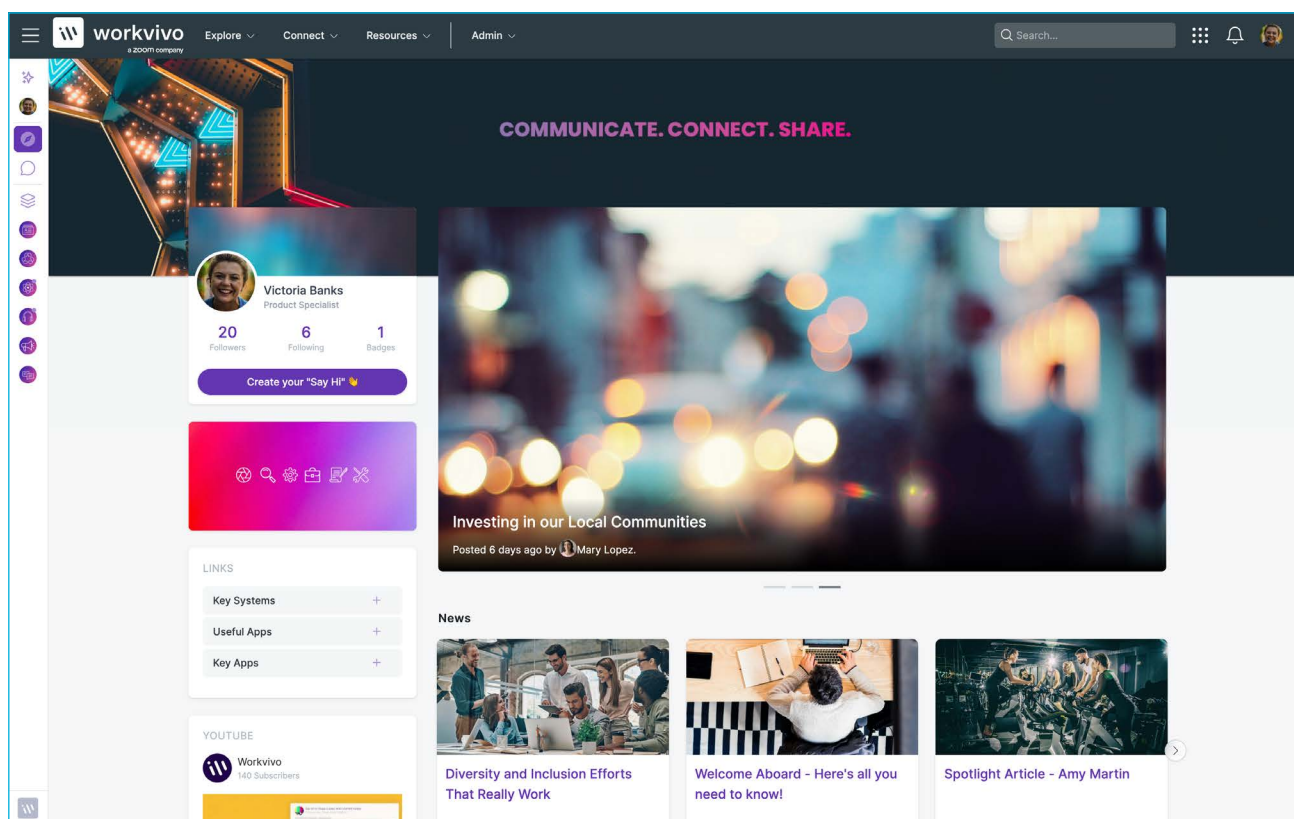 workvivo
a zoom company
Explore
Connect
Resources
Admin
Search...
COMMUNICATE. CONNECT. SHARE.
Victoria Banks
Product Specialist
20
6
1
Followers
Following
Badges
Create your "Say Hi" 👋
Investing in our Local Communities
Posted 6 days ago by Mary Lopez.
LINKS
Key Systems
Useful Apps
Key Apps
News
YOUTUBE
Workvivo
140 Subscribers
Diversity and Inclusion Efforts
That Really Work
Welcome Aboard - Here's all you
need to know!
Spotlight Article - Amy Martin